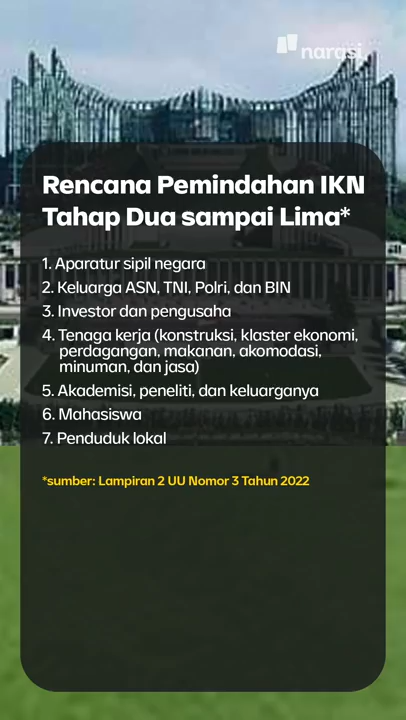 narasi
Rencana Pemindahan IKN
Tahap Dua sampai Lima*
1. Aparatur sipil negara
2. Keluarga ASN, TNI, Polri, dan BIN
3. Investor dan pengusaha
4. Tenaga kerja (konstruksi, klaster ekonomi,
perdagangan, makanan, akomodasi,
minuman, dan jasa)
5. Akademisi, peneliti, dan keluarganya
6. Mahasiswa
7. Penduduk lokal
*sumber: Lampiran 2 UU Nomor 3 Tahun 2022